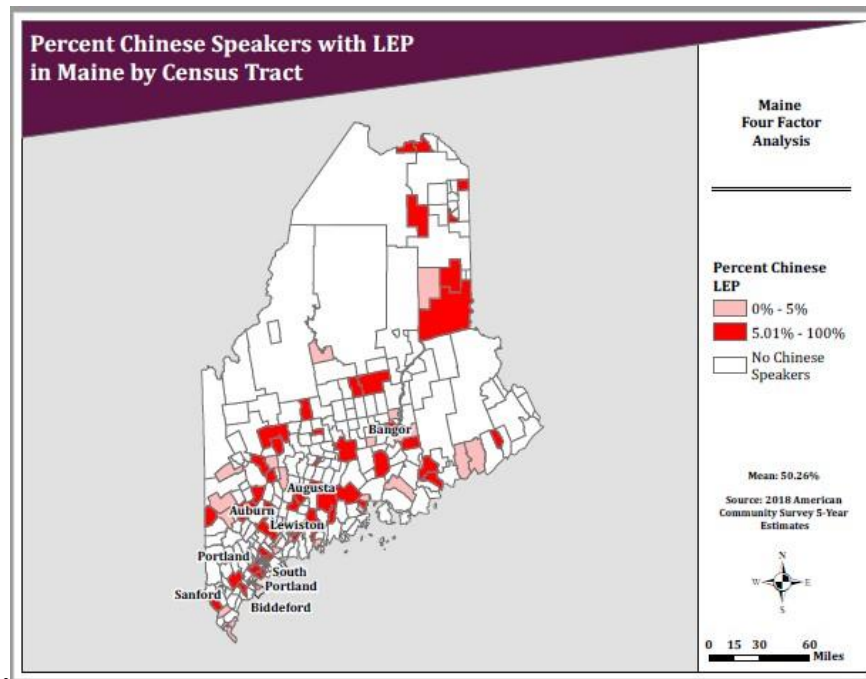 Percent Chinese Speakers with LEP
in Maine by Census Tract
Maine
Four Factor
Analysis
Percent Chinese
LEP
0% - 5%
5.01% - 100%
No Chinese
Speakers
Bangor
Augusta
Auburn
Lewiston
Portland
South
Portland
Sanford
Biddeford
Mean: 50.26%
Source: 2018 American
Community Survey 5-Year
Estimates
N
W E
S
0 15 30 60
Miles